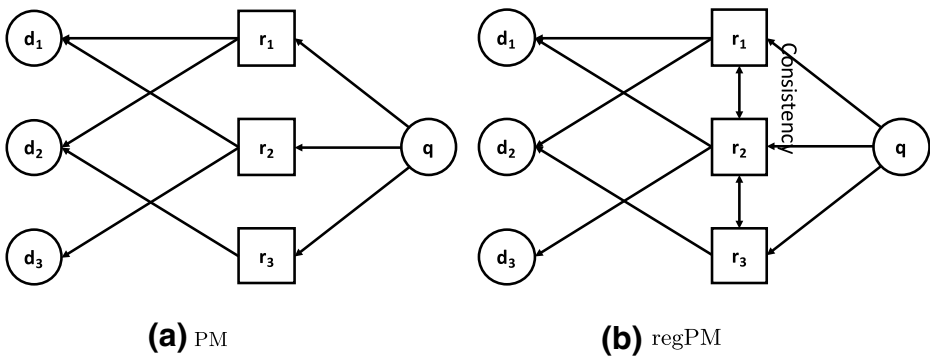 d₁ r₁ d₁ r₁
Consistency
d₂ r₂ q d₂ r₂ q
d₃ r₃ d₃ r₃
(a) PM (b) regPM